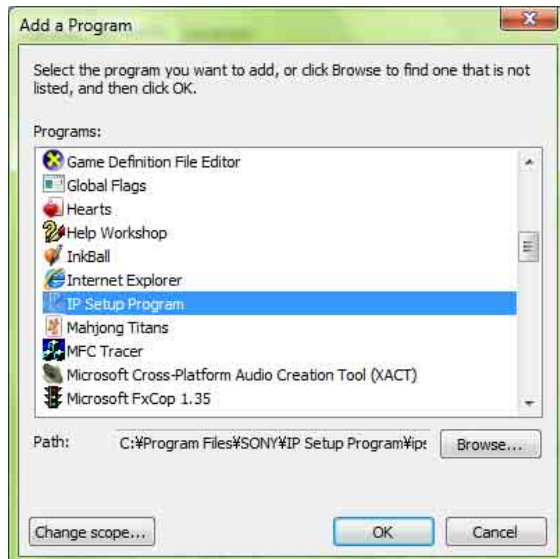 Add a Program
Select the program you want to add, or click Browse to find one that is not
listed, and then click OK.
Programs:
Game Definition File Editor
Global Flags
Hearts
Help Workshop
InkBall
Internet Explorer
IP Setup Program
Mahjong Titans
MFC Tracer
Microsoft Cross-Platform Audio Creation Tool (XACT)
Microsoft FxCop 1.35
Path: C:¥Program Files¥SONY¥IP Setup Program¥ips Browse...
Change scope... OK Cancel